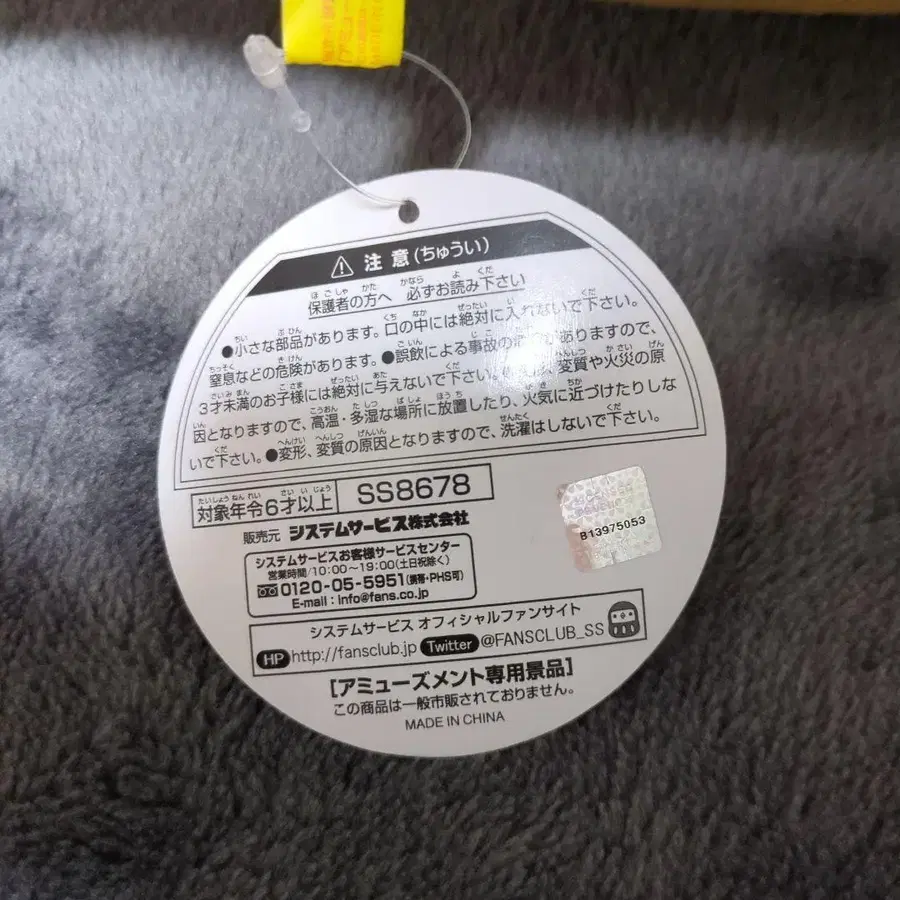 ⚠ 注意(ちゅうい)
保護者の方へ 必ずお読み下さい
●小さな部品があります。口の中には絶対に入れないで下さい。
窒息などの危険があります。●誤飲による事故の がありますので、
3才未満のお子様には絶対に与えないで下さい。 変質や火災の原
因となりますので、高温・多湿な場所に放置したり、火気に近づけたりしな
いで下さい。●変形、変質の原因となりますので、洗濯はしないで下さい。
対象年令6才以上 SS8678
販売元 システムサービス株式会社
システムサービスお客様サービスセンター
営業時間/10:00〜19:00(土日祝除く)
0120-05-5951(携帯・PHS可)
E-mail : info@fans.co.jp
B13975053
システムサービス オフィシャルファンサイト
HP http://fansclub.jp Twitter @FANSCLUB_SS
[アミューズメント専用景品]
この商品は一般市販されておりません。
MADE IN CHINA